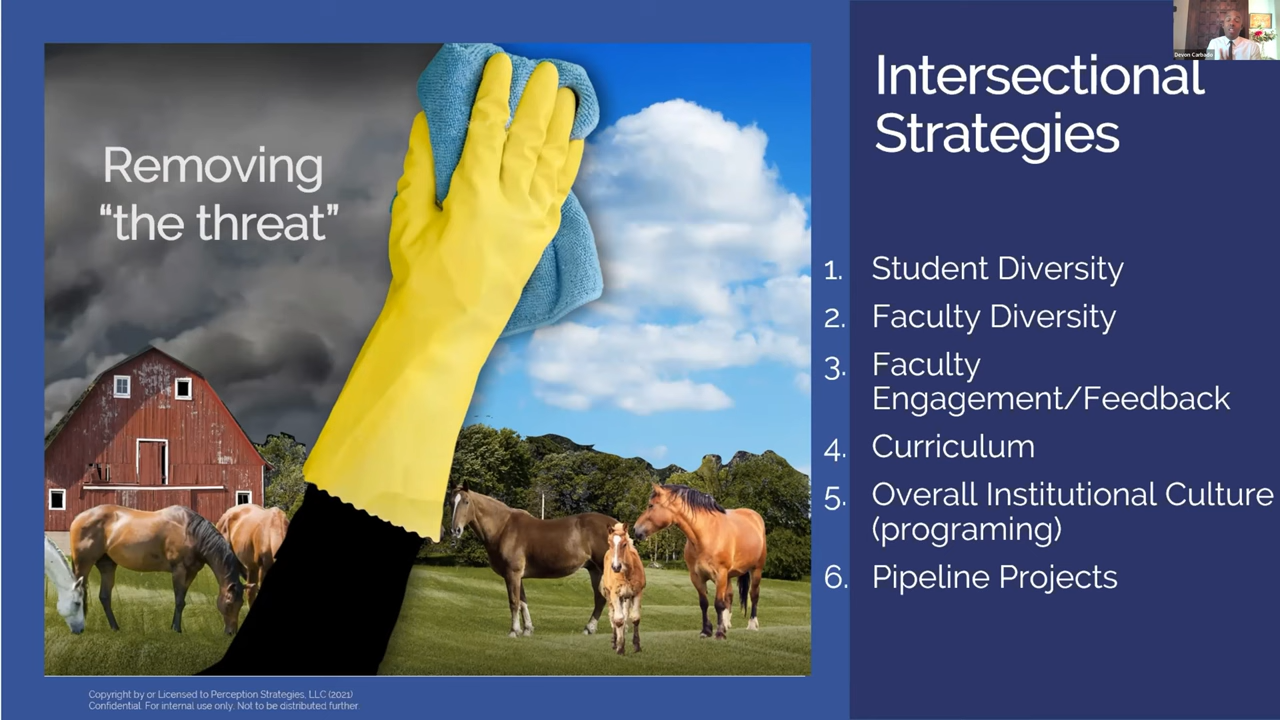 Devon Carbado
Intersectional
Strategies
Removing
“the threat”
1. Student Diversity
2. Faculty Diversity
3. Faculty
Engagement/Feedback
4. Curriculum
5. Overall Institutional Culture
(programing)
6. Pipeline Projects
Copyright by or Licensed to Perception Strategies, LLC (2021)
Confidential. For internal use only. Not to be distributed further.